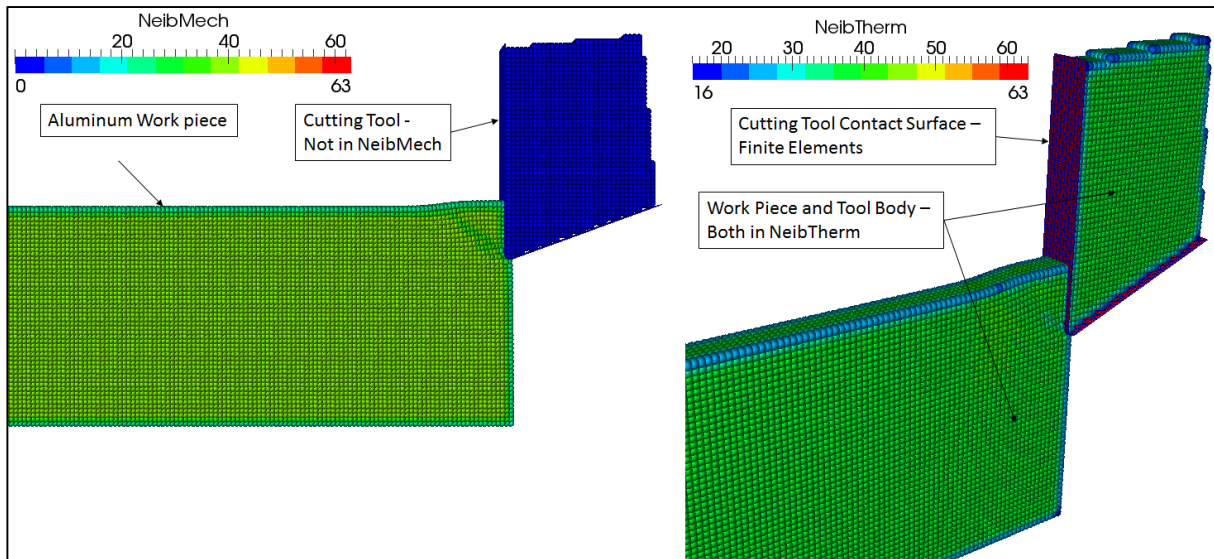 NeibMech
20 40 60
0 63
Aluminum Work piece
Cutting Tool -
Not in NeibMech
NeibTherm
20 30 40 50 60
16 63
Cutting Tool Contact Surface –
Finite Elements
Work Piece and Tool Body –
Both in NeibTherm